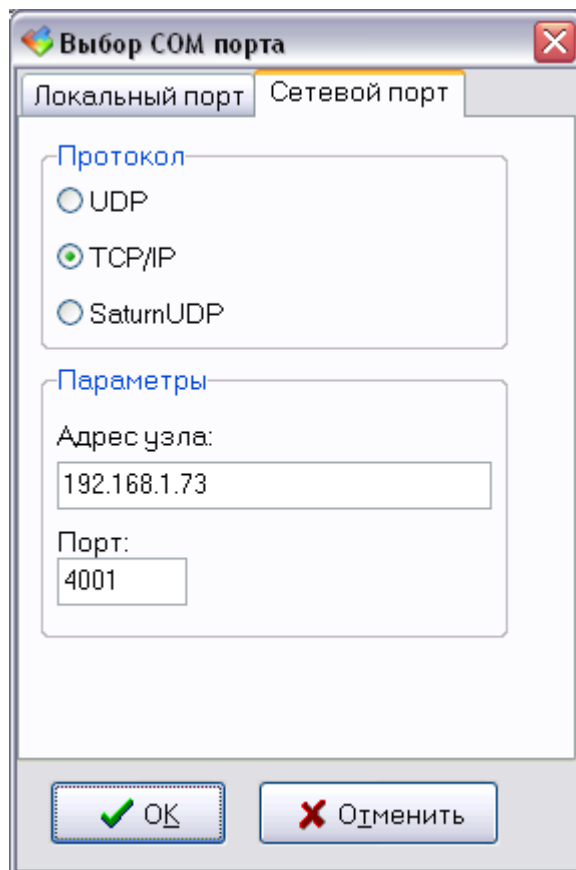 Выбор COM порта
Локальный порт
Сетевой порт
Протокол
UDP
TCP/IP
SaturnUDP
Параметры
Адрес узла:
192.168.1.73
Порт:
4001
OK
Отменить